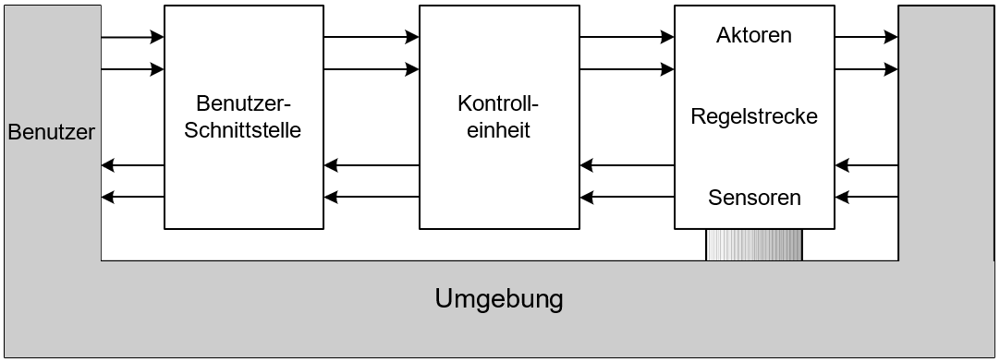 Benutzer
Benutzer-
Schnittstelle
Kontroll-
einheit
Aktoren
Regelstrecke
Sensoren
Umgebung